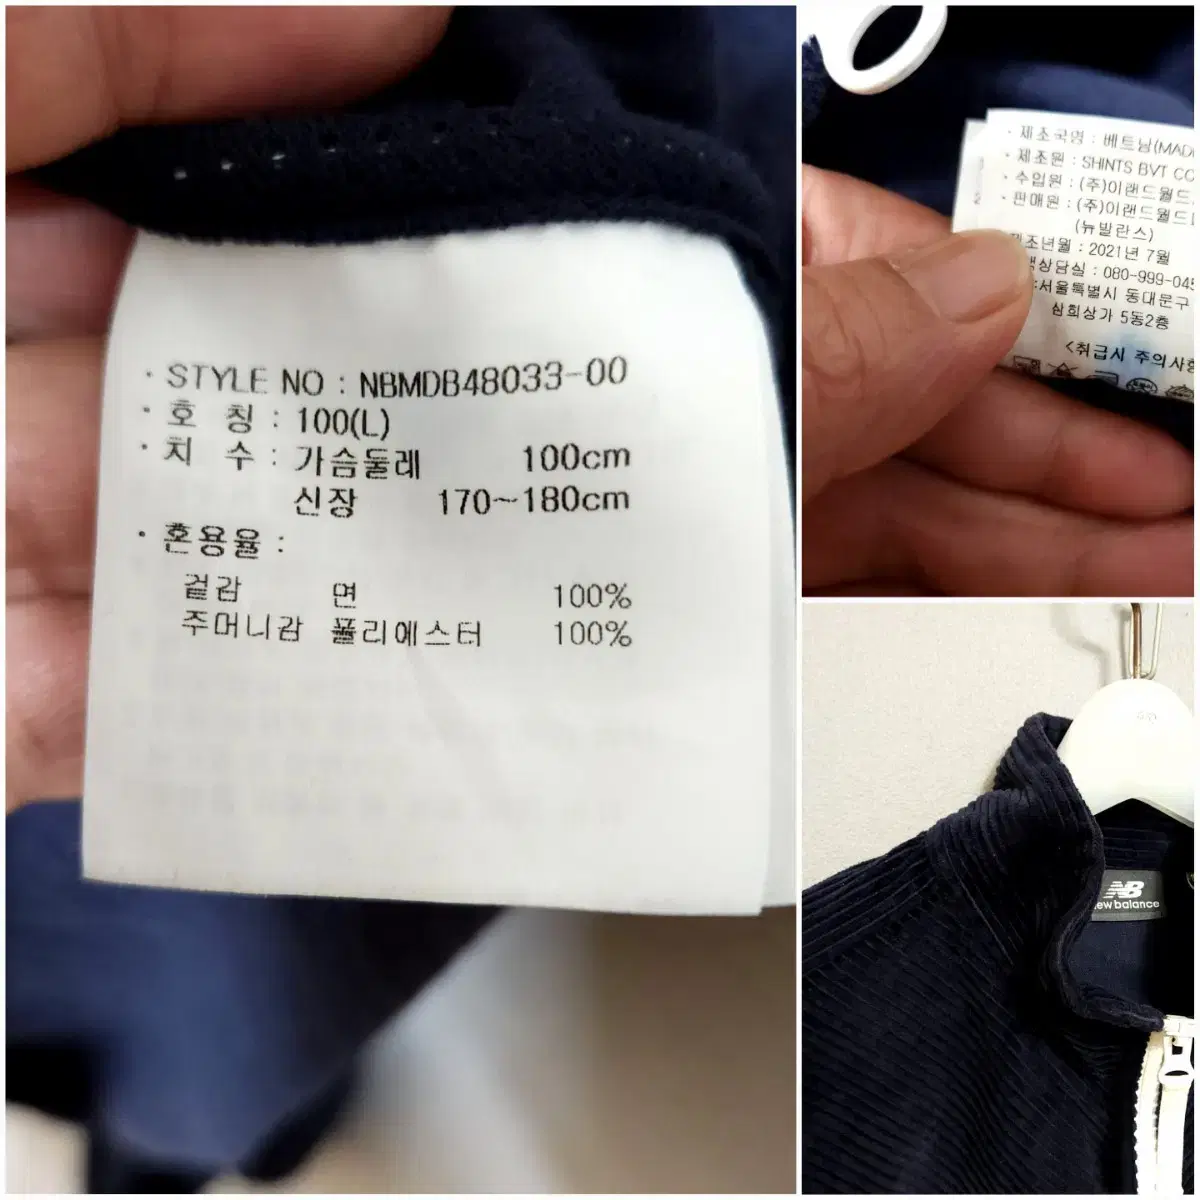 · STYLE NO : NBMDB48033-00
· 호 칭 : 100(L)
· 치 수 : 가슴둘레 100cm
신장 170~180cm
· 혼용율 :
겉감 면 100%
주머니감 폴리에스터 100%
· 제조국명 : 베트남(MADE
· 제조원 : SHINTS BVT CO
· 수입원 : (주)이랜드월드
· 판매원 : (주)이랜드월드
(뉴발란스)
제조년월 : 2021년 7월
상담실 : 080-999-045
:서울특별시 동대문구
삼희상가 5동2층
<취급시 주의사항
NB
new balance